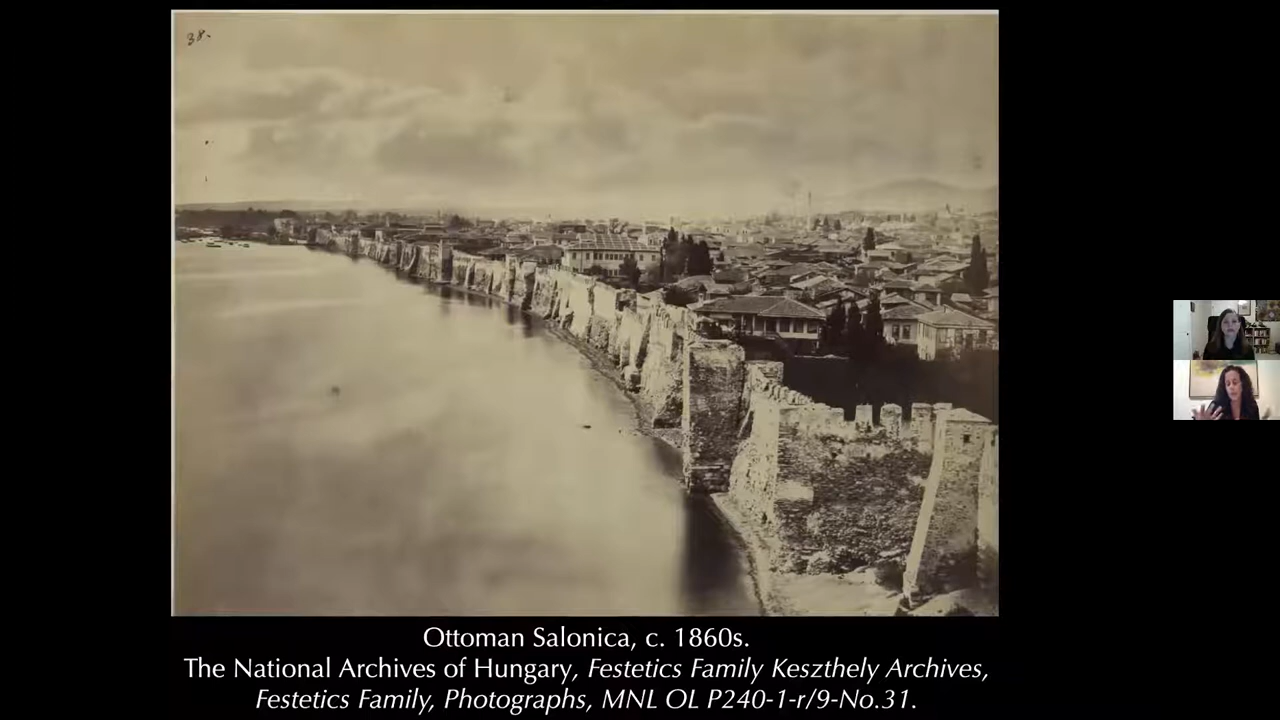 38.
Ottoman Salonica, c. 1860s.
The National Archives of Hungary, Festetics Family Keszthely Archives,
Festetics Family, Photographs, MNL OL P240-1-r/9-No.31.